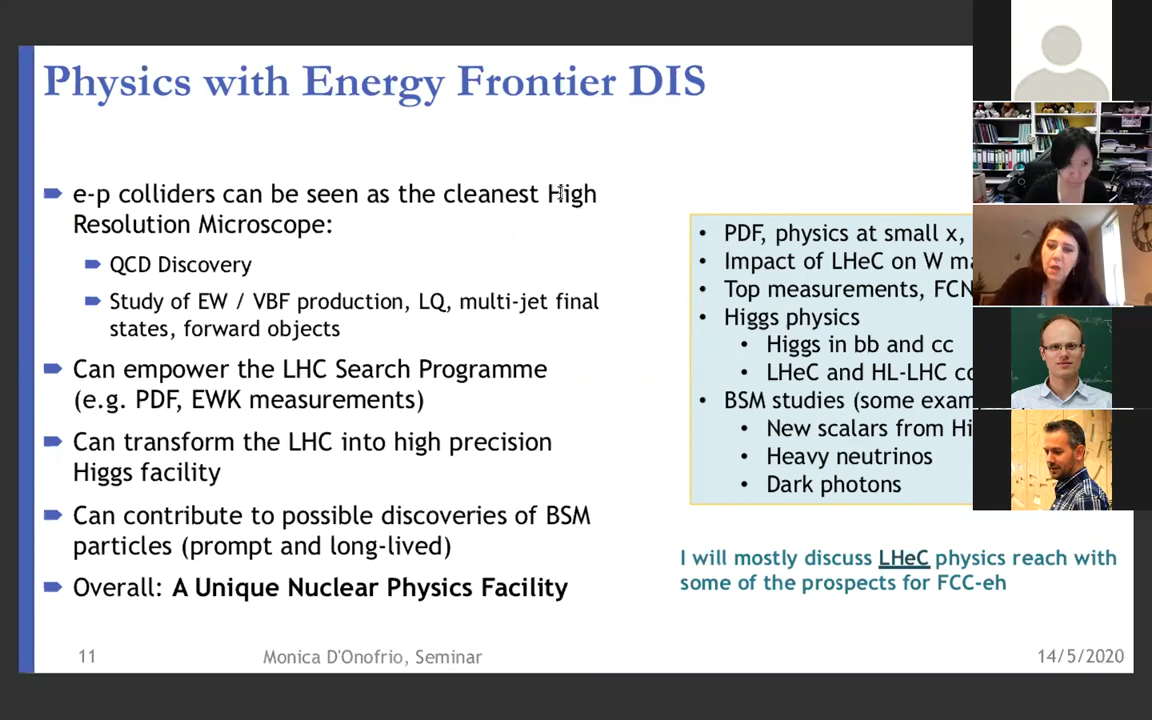 Physics with Energy Frontier DIS
e-p colliders can be seen as the cleanest High
Resolution Microscope:
QCD Discovery
Study of EW / VBF production, LQ, multi-jet final
states, forward objects
Can empower the LHC Search Programme
(e.g. PDF, EWK measurements)
Can transform the LHC into high precision
Higgs facility
Can contribute to possible discoveries of BSM
particles (prompt and long-lived)
Overall: A Unique Nuclear Physics Facility
• PDF, physics at small x,
• Impact of LHeC on W
• Top measurements,
• Higgs physics
• Higgs in bb and cc
• LHeC and HL-LHC
• BSM studies (some
• New scalars from
• Heavy neutrinos
• Dark photons
I will mostly discuss LHeC physics reach with
some of the prospects for FCC-eh
11
Monica D'Onofrio, Seminar
14/5/2020